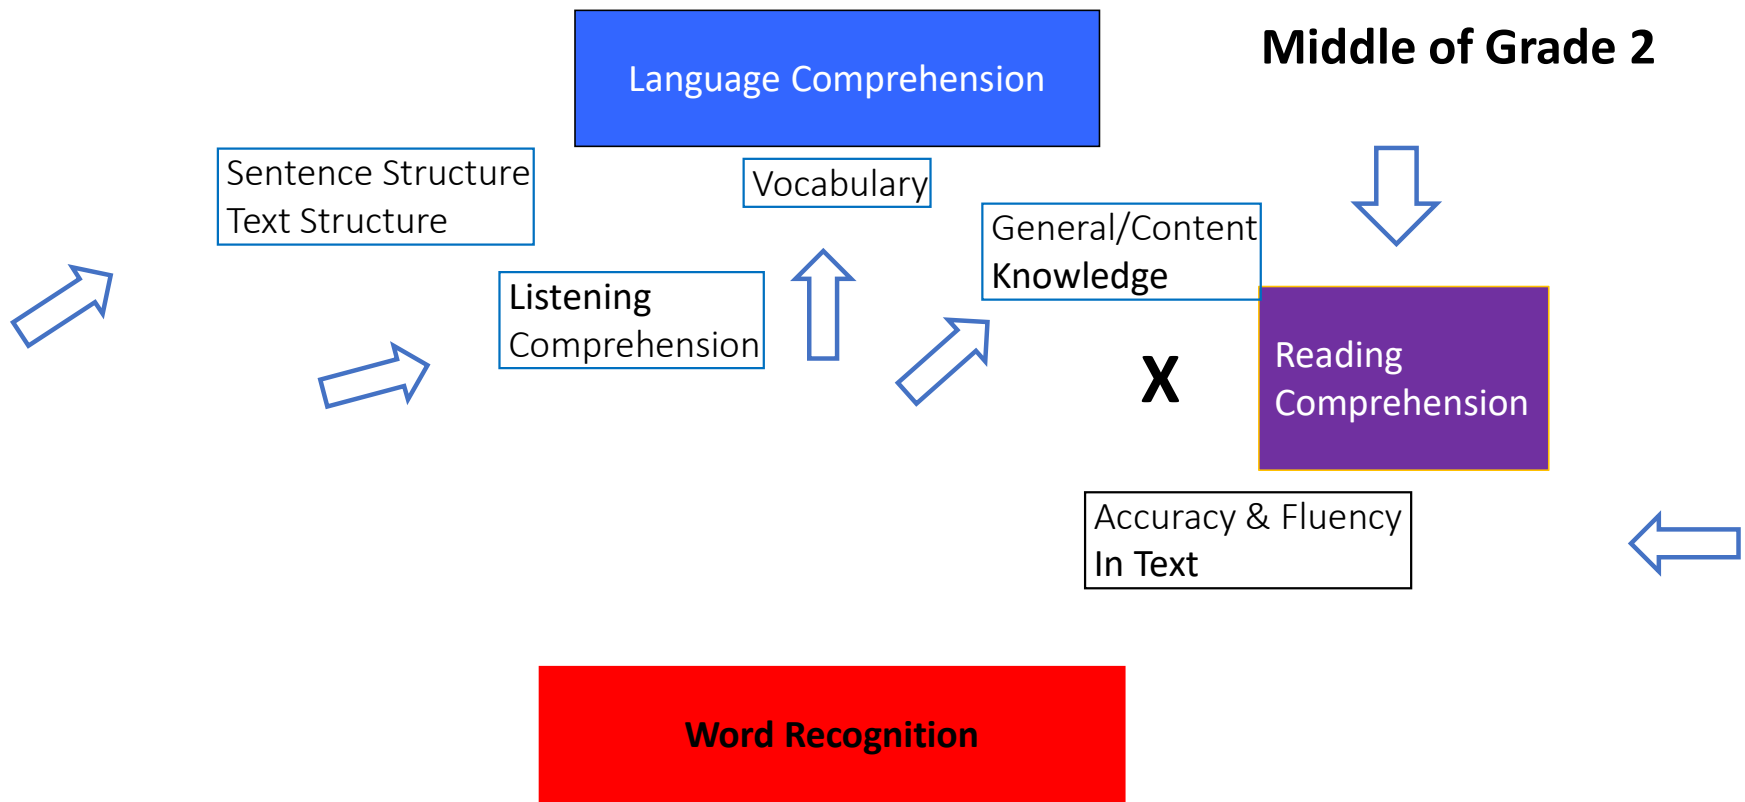 Language Comprehension
Middle of Grade 2
Sentence Structure
Text Structure
Vocabulary
General/Content
Knowledge
Listening
Comprehension
X
Reading
Comprehension
Accuracy & Fluency
In Text
Word Recognition